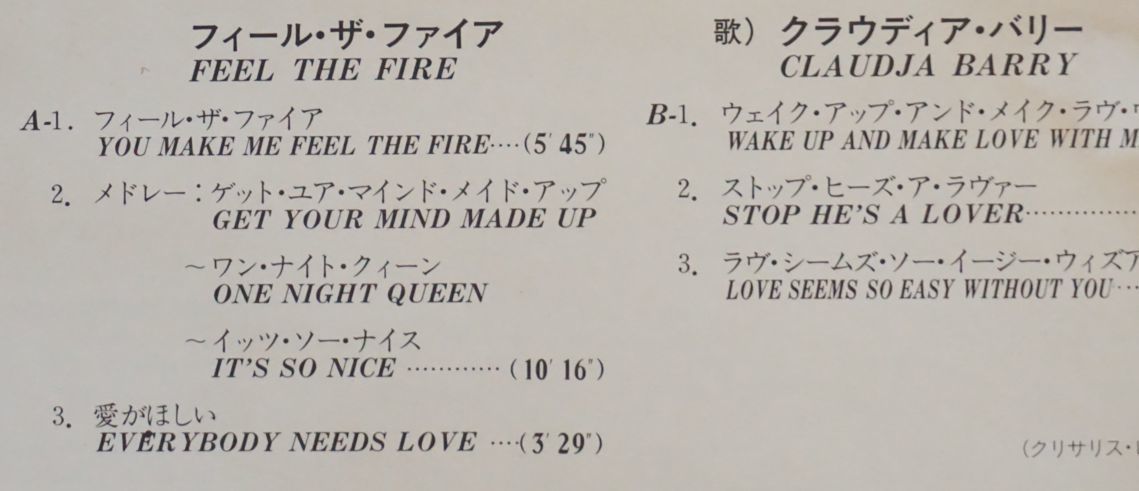 フィール・ザ・ファイア
FEEL THE FIRE
歌）クラウディア・バリー
CLAUDJA BARRY
A-1. フィール・ザ・ファイア
YOU MAKE ME FEEL THE FIRE····(5′45″)
2. メドレー：ゲット・ユア・マインド・メイド・アップ
GET YOUR MIND MADE UP
～ワン・ナイト・クィーン
ONE NIGHT QUEEN
～イッツ・ソー・ナイス
IT'S SO NICE ············(10′16″)
3. 愛がほしい
EVERYBODY NEEDS LOVE ····(3′29″)
B-1. ウェイク・アップ・アンド・メイク・ラヴ・
WAKE UP AND MAKE LOVE WITH
2. ストップ・ヒーズ・ア・ラヴァー
STOP HE'S A LOVER··············
3. ラヴ・シームズ・ソー・イージー・ウィズア
LOVE SEEMS SO EASY WITHOUT YOU···
（クリサリス・